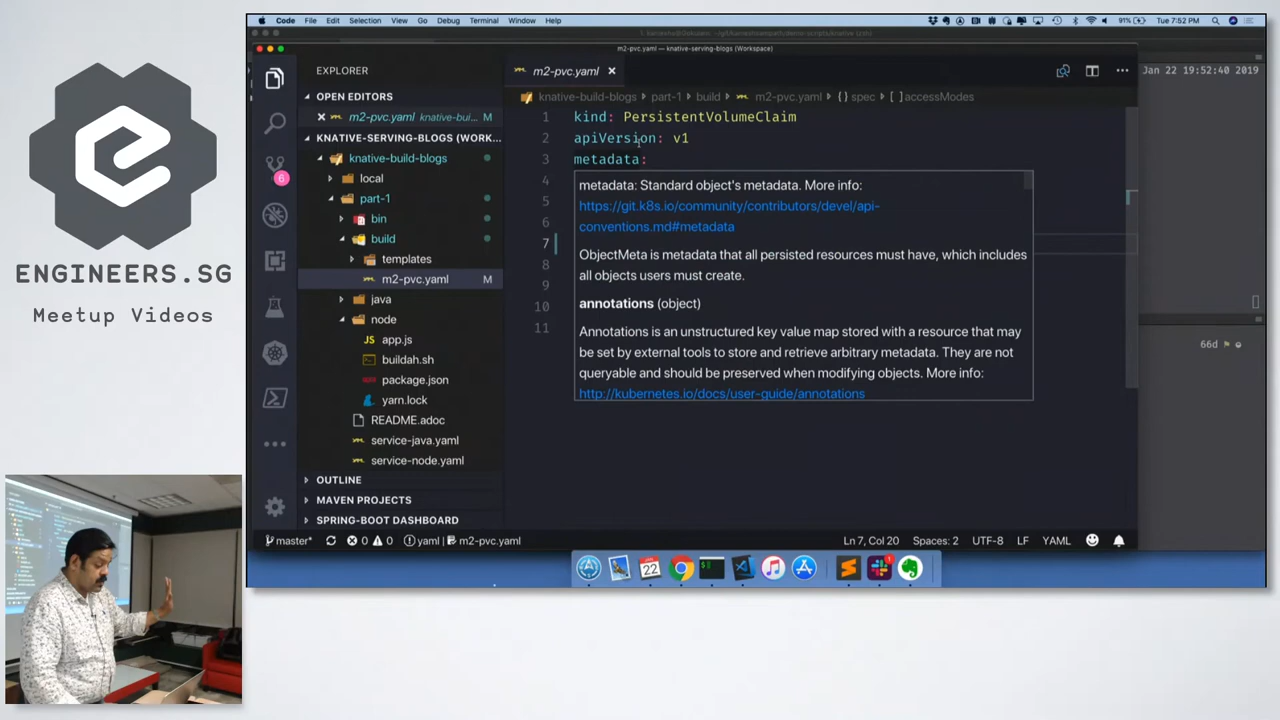 ENGINEERS.SG
Meetup Videos
Code File Edit Selection View Go Debug Terminal Window Help
91% Tue 7:52 PM
m2-pvc.yaml — knative-serving-blogs (Workspace)
Jan 22 19:52:40 2019
66d
EXPLORER
OPEN EDITORS
m2-pvc.yaml knative-bui... M
KNATIVE-SERVING-BLOGS (WORK...
knative-build-blogs
local
part-1
bin
build
templates
m2-pvc.yaml M
java
node
app.js
buildah.sh
package.json
yarn.lock
README.adoc
service-java.yaml
service-node.yaml
OUTLINE
MAVEN PROJECTS
SPRING-BOOT DASHBOARD
6
m2-pvc.yaml
knative-build-blogs part-1 build m2-pvc.yaml {} spec [ ] accessModes
1 kind: PersistentVolumeClaim
2 apiVersion: v1
3 metadata:
4
5
6
7
8
9
10
11
metadata: Standard object's metadata. More info:
https://git.k8s.io/community/contributors/devel/api-
conventions.md#metadata
ObjectMeta is metadata that all persisted resources must have, which includes
all objects users must create.
annotations (object)
Annotations is an unstructured key value map stored with a resource that may
be set by external tools to store and retrieve arbitrary metadata. They are not
queryable and should be preserved when modifying objects. More info:
http://kubernetes.io/docs/user-guide/annotations
master* 0 0 yaml | m2-pvc.yaml
Ln 7, Col 20 Spaces: 2 UTF-8 LF YAML
22
1